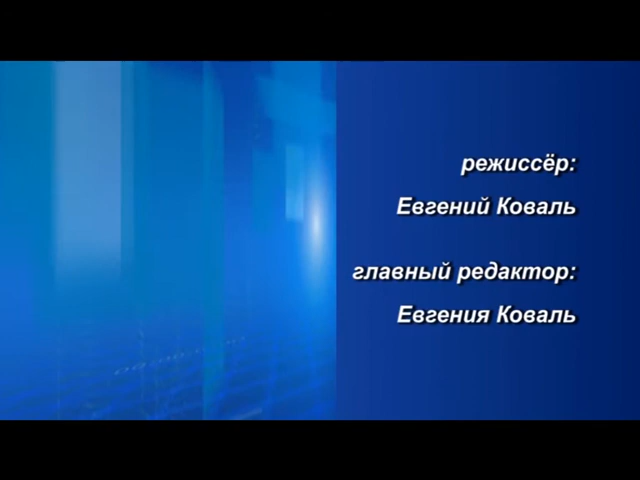 режиссёр:
Евгений Коваль
главный редактор:
Евгения Коваль